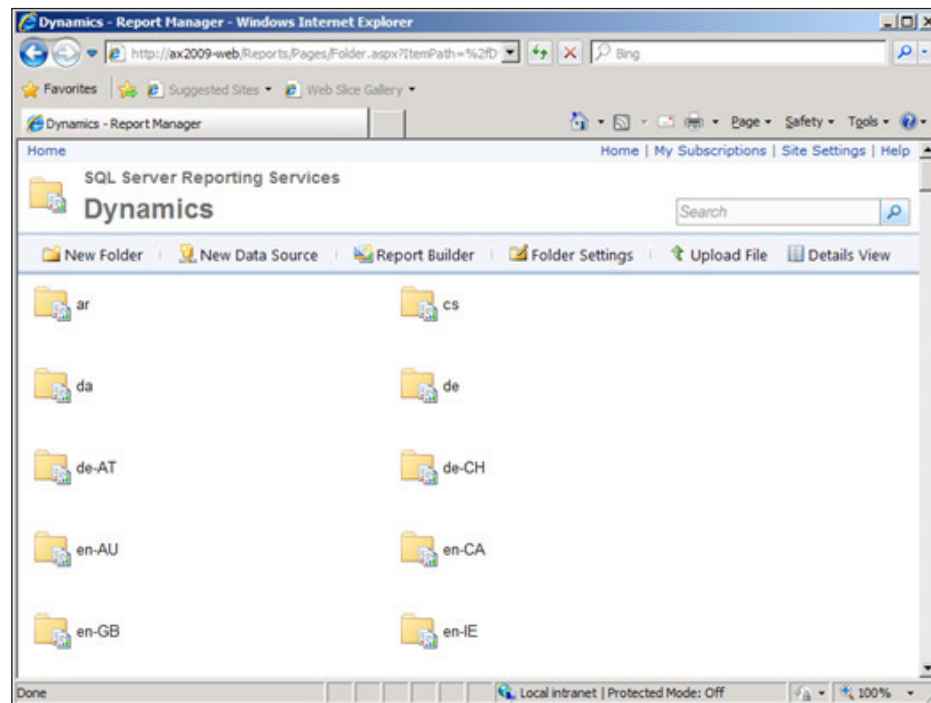 Dynamics - Report Manager - Windows Internet Explorer
http://ax2009-web/Reports/Pages/Folder.aspx?ItemPath=%2fD
Bing
Favorites Suggested Sites Web Slice Gallery
Dynamics - Report Manager Page Safety Tools
Home Home | My Subscriptions | Site Settings | Help
SQL Server Reporting Services
Dynamics Search
New Folder New Data Source Report Builder Folder Settings Upload File Details View
ar cs
da de
de-AT de-CH
en-AU en-CA
en-GB en-IE
Done Local intranet | Protected Mode: Off 100%